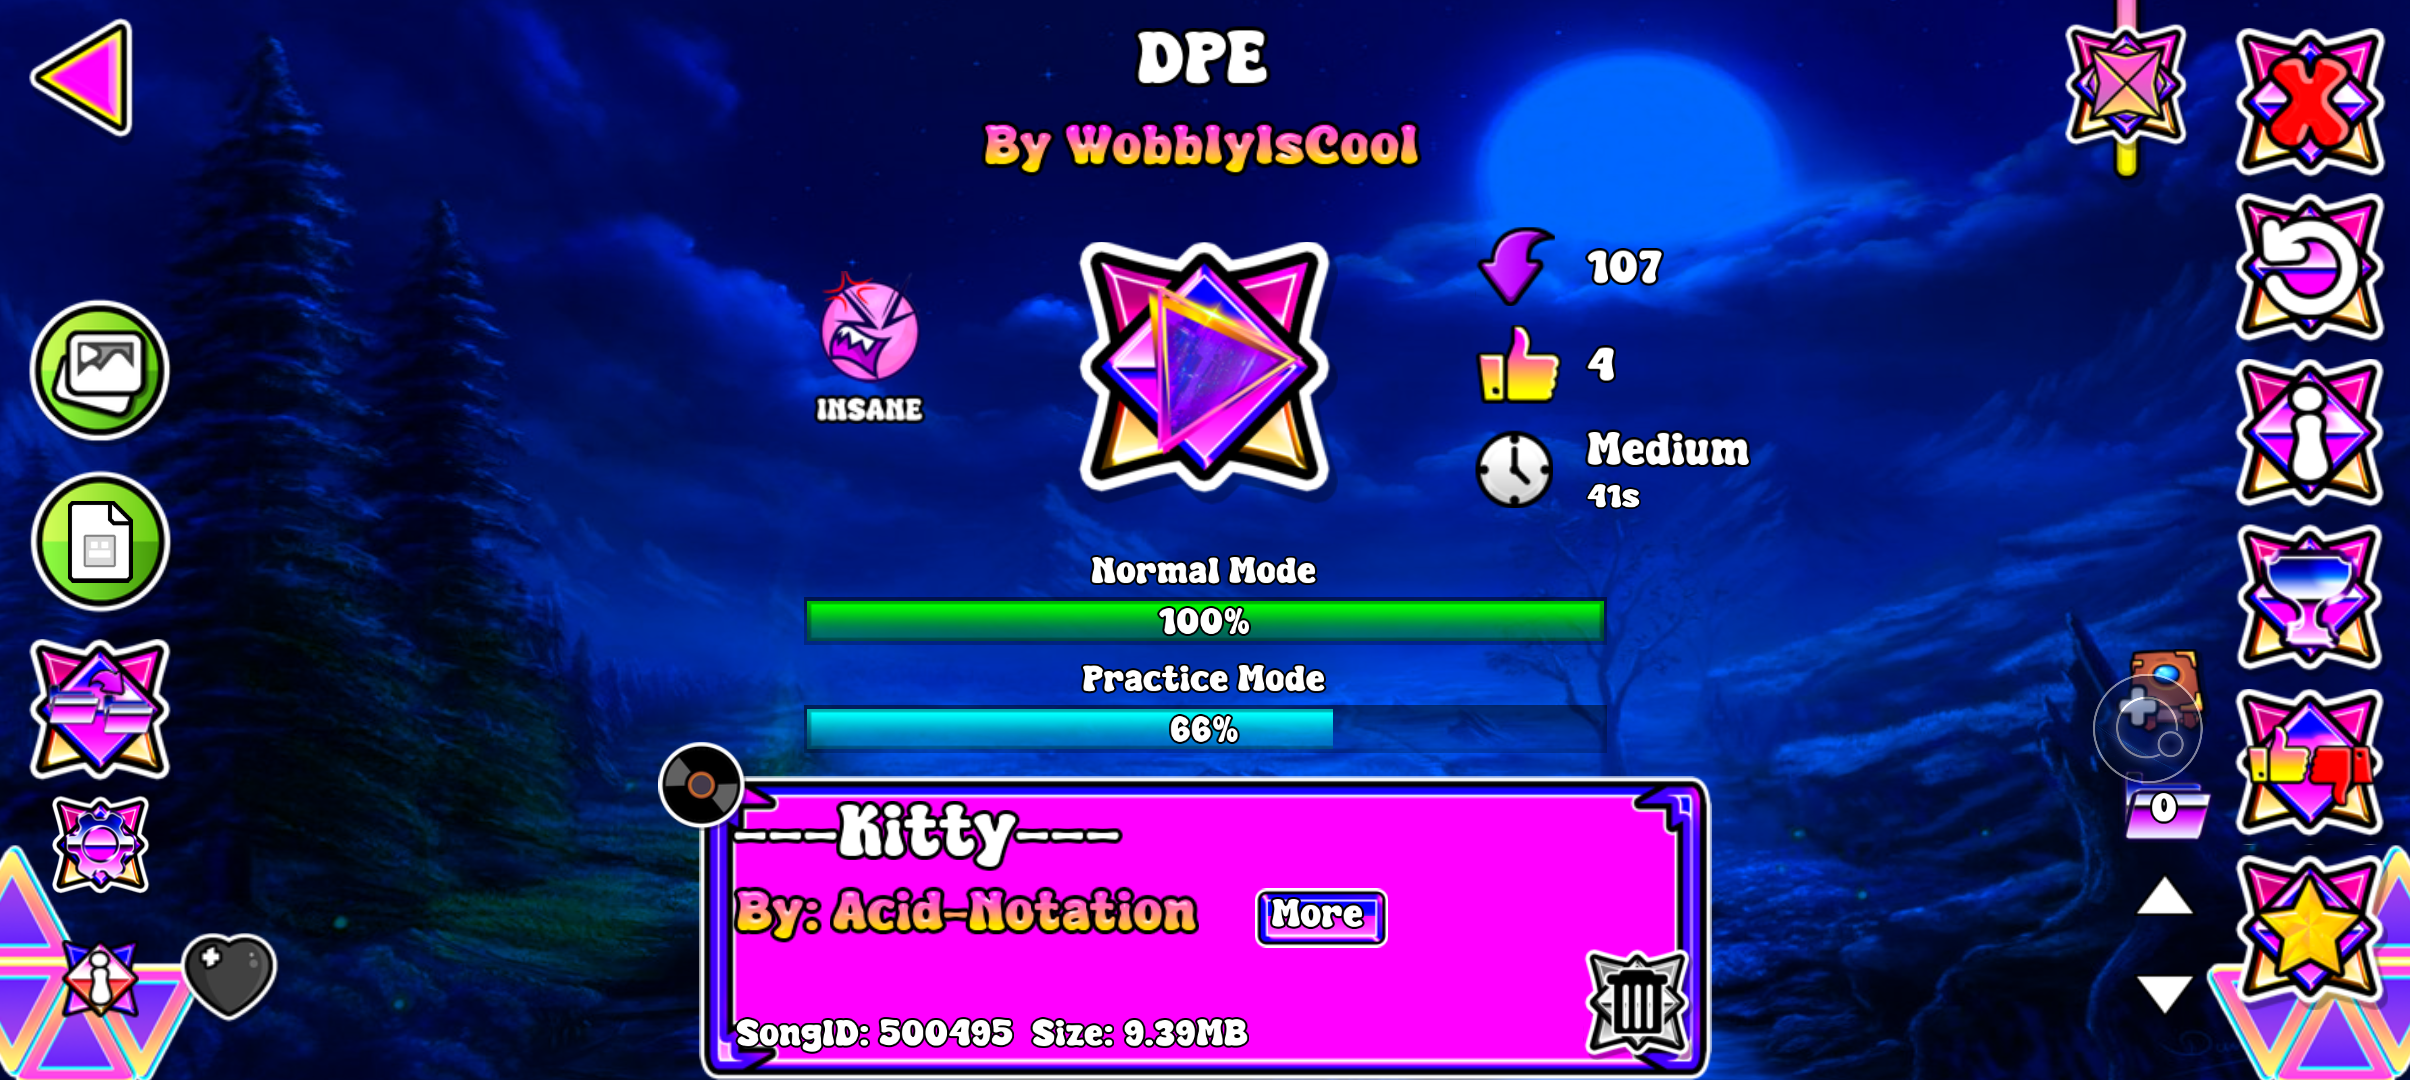 DPE
By WobblyIsCool
INSANE
107
4
Medium
41s
Normal Mode
100%
Practice Mode
66%
---Kitty---
By: Acid-Notation
More
SongID: 500495 Size: 9.39MB
0